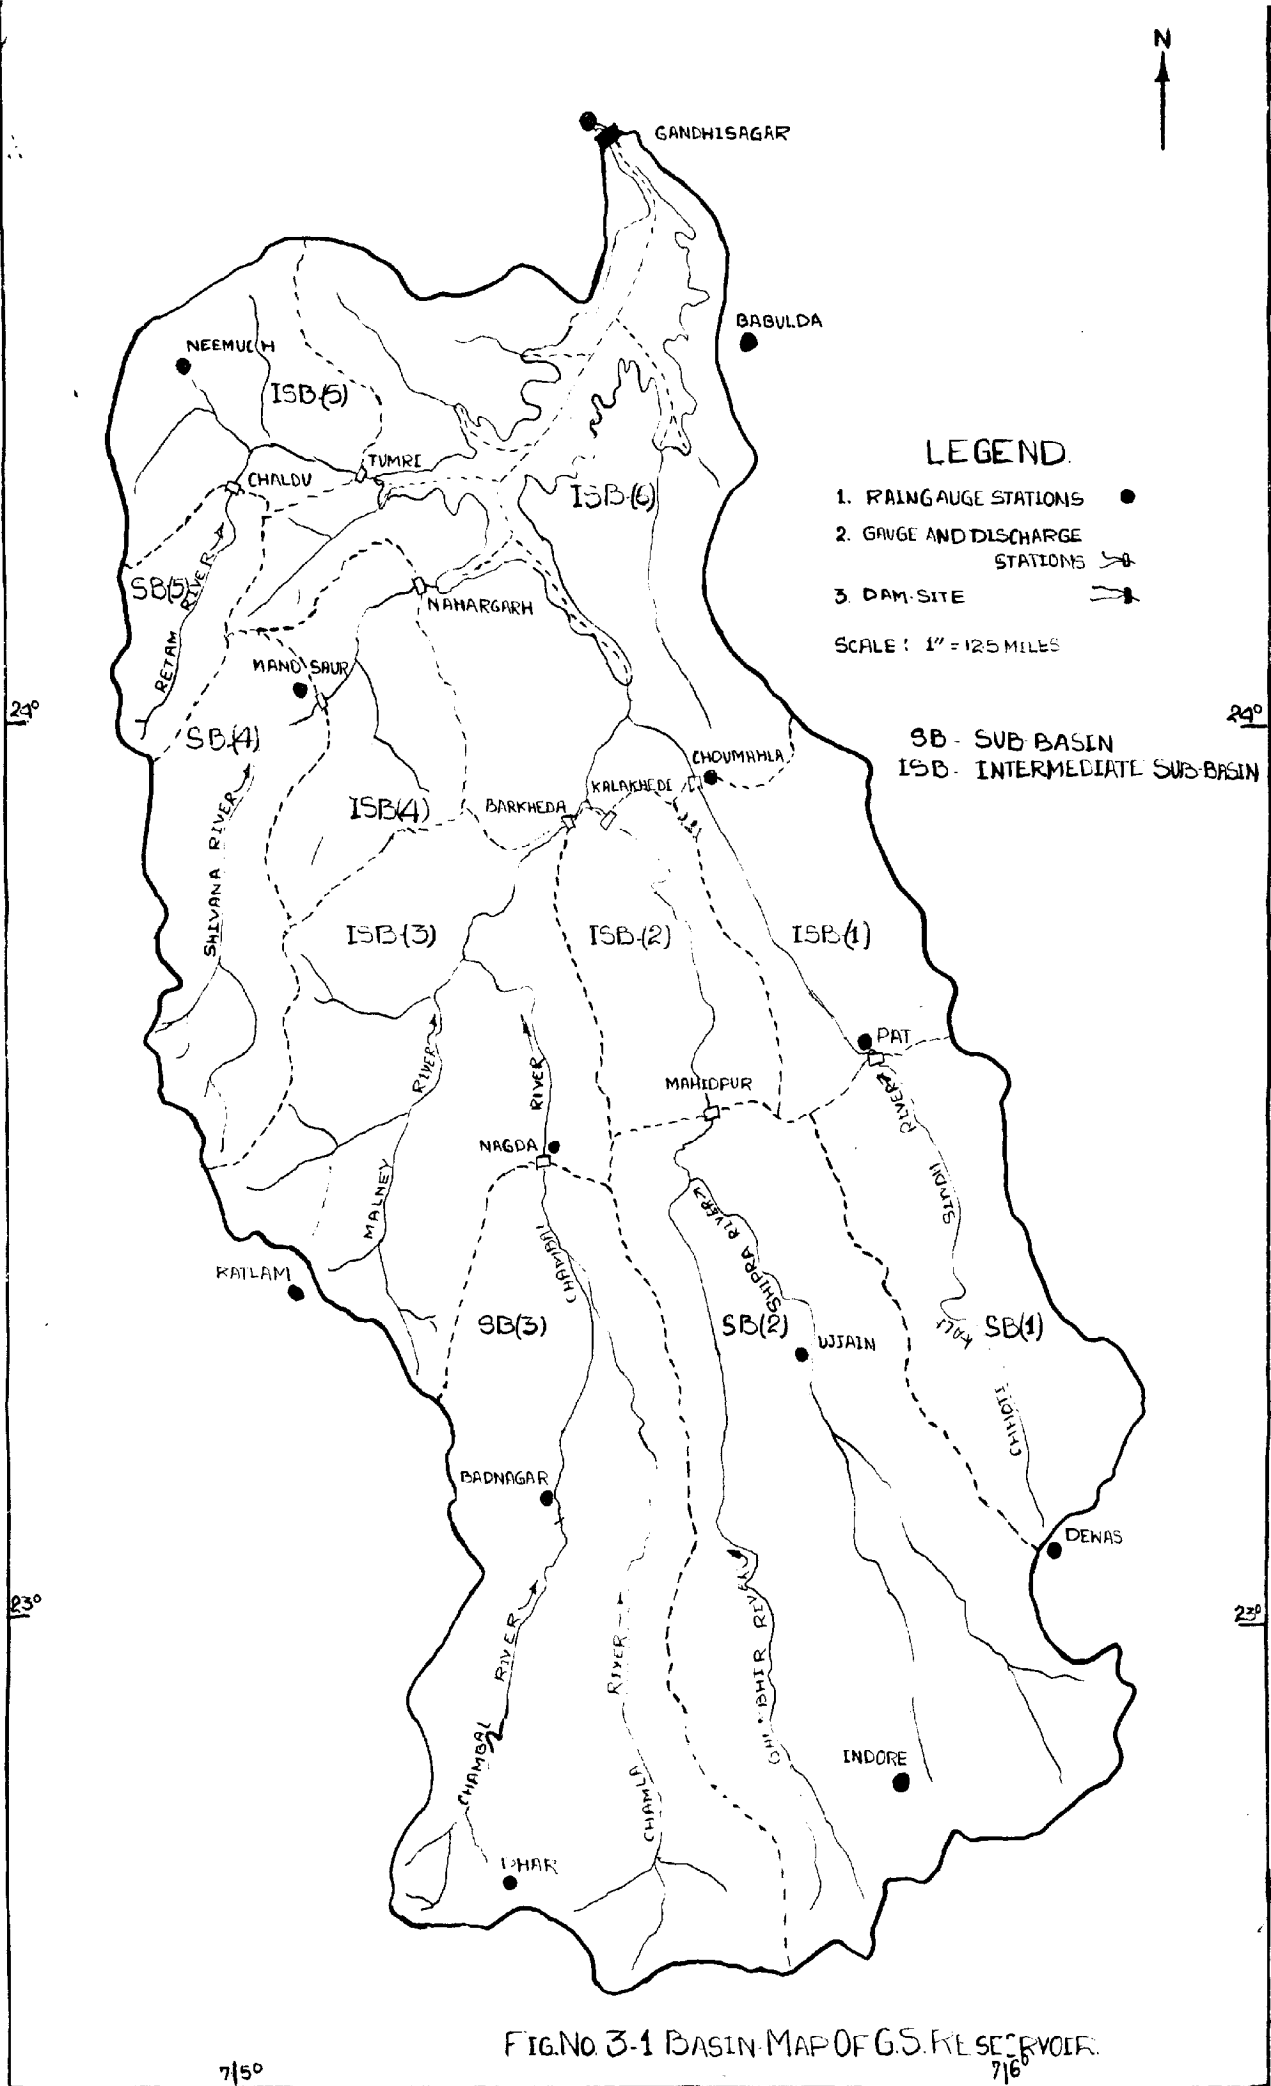 N
GANDHISAGAR
BABULDA
NEEMUCH
ISB-(5)
TUMRI
CHALDU
ISB-(6)
LEGEND.
1. RAINGAUGE STATIONS
2. GAUGE AND DISCHARGE
STATIONS
3. DAM-SITE
SCALE: 1" = 12.5 MILES
SB(5)
RETAM RIVER
NAHARGARH
MANDSAUR
24°
24°
SB-(4)
SB - SUB BASIN
ISB - INTERMEDIATE SUB-BASIN
CHOUMAHLA
KALAKHEDE
BARKHEDA
ISB(4)
SHIVANA RIVER
ISB-(3)
ISB-(2)
ISB-(1)
PAT
MAHIDPUR
NAGDA
RIVER
RIVER
MALNEY
CHAMBAL
SHIPRA RIVER
RIVER
SINDH
KALI
CHHOTI
RATLAM
SB(3)
SB(2)
SB(1)
UJJAIN
BADNAGAR
DEWAS
23°
23°
CHAMBAL RIVER
CHAMLA RIVER
BHIR RIVER
INDORE
DHAR
FIG.NO. 3-1 BASIN-MAP OF G.S. RESERVOIR.
75°
76°